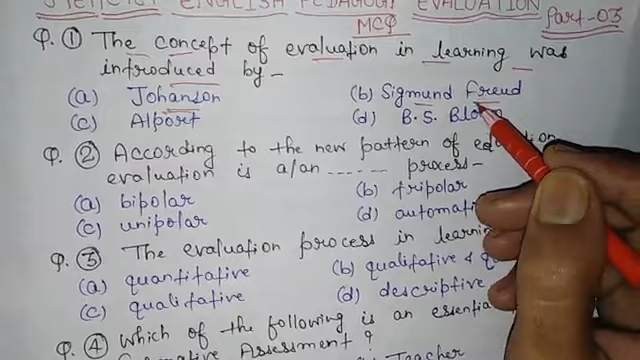 ENGLISH PEDAGOGY EVALUATION Part-03
MCQ
Q. ① The concept of evaluation in learning was
introduced by -
(a) Johanson (b) Sigmund Freud
(c) Alport (d) B. S.
Q. ② According to the new pattern of
evaluation is a/an ...... process-
(a) bipolar (b) tripolar
(c) unipolar (d)
Q. ③ The evaluation process in
(a) quantitative (b) qualitative &
(c) qualitative (d) descriptive
Q. ④ Which of the following is an
Assessment?
Teacher